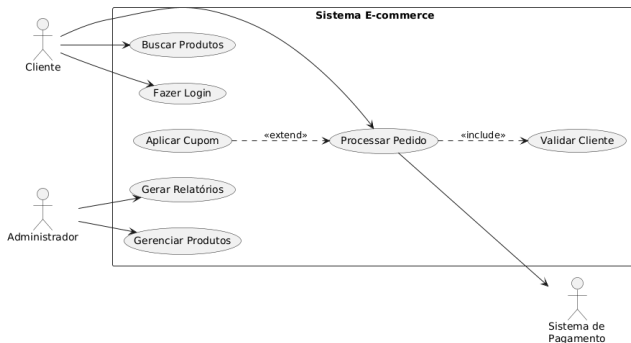 Sistema E-commerce
Buscar Produtos
Cliente
Fazer Login
Aplicar Cupom
«extend»
Processar Pedido
«include»
Validar Cliente
Gerar Relatórios
Administrador
Gerenciar Produtos
Sistema de
Pagamento